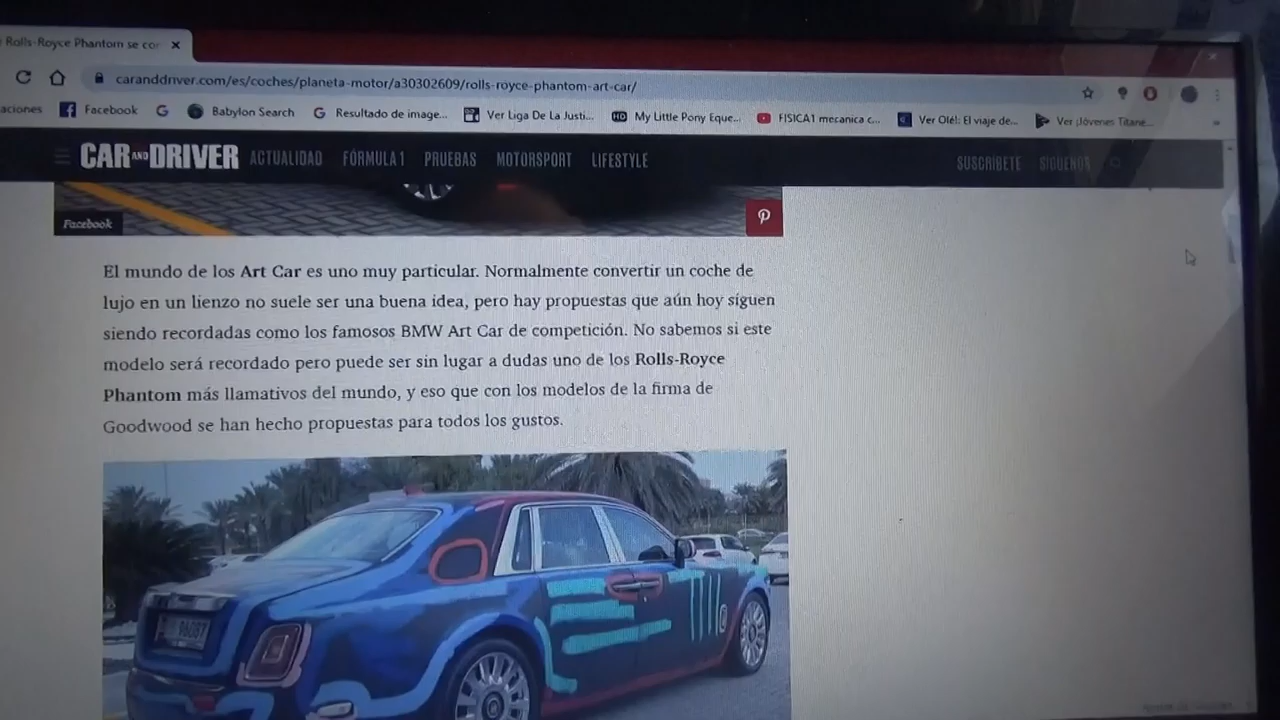 Rolls-Royce Phantom se cor
caranddriver.com/es/coches/planeta-motor/a30302609/rolls-royce-phantom-art-car/
aciones Facebook Babylon Search Resultado de image... Ver Liga De La Justi... HD My Little Pony Eque... FISICA1 mecanica c... Ver Olé!: El viaje de... Ver ¡Jóvenes Titane...
CAR AND DRIVER ACTUALIDAD FÓRMULA 1 PRUEBAS MOTORSPORT LIFESTYLE SUSCRÍBETE SÍGUENOS
Facebook
El mundo de los Art Car es uno muy particular. Normalmente convertir un coche de
lujo en un lienzo no suele ser una buena idea, pero hay propuestas que aún hoy siguen
siendo recordadas como los famosos BMW Art Car de competición. No sabemos si este
modelo será recordado pero puede ser sin lugar a dudas uno de los Rolls-Royce
Phantom más llamativos del mundo, y eso que con los modelos de la firma de
Goodwood se han hecho propuestas para todos los gustos.
96087